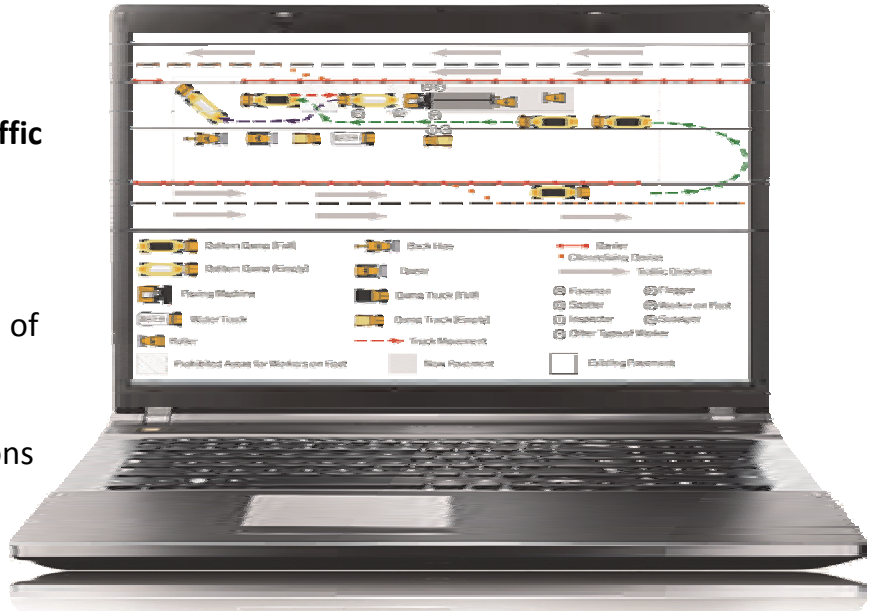 ffic
of
ons
Bottom Dump (Full)
Back Hoe
Barrier
Channelizing Device
Bottom Dump (Empty)
Dozer
Traffic Direction
Paving Machine
Dump Truck (Full)
Foreman
Flagger
Spotter
Worker on Foot
Water Truck
Dump Truck (Empty)
Inspector
Surveyor
Other Type of Worker
Roller
Truck Movement
Prohibited Areas for Workers on Foot
New Pavement
Existing Pavement